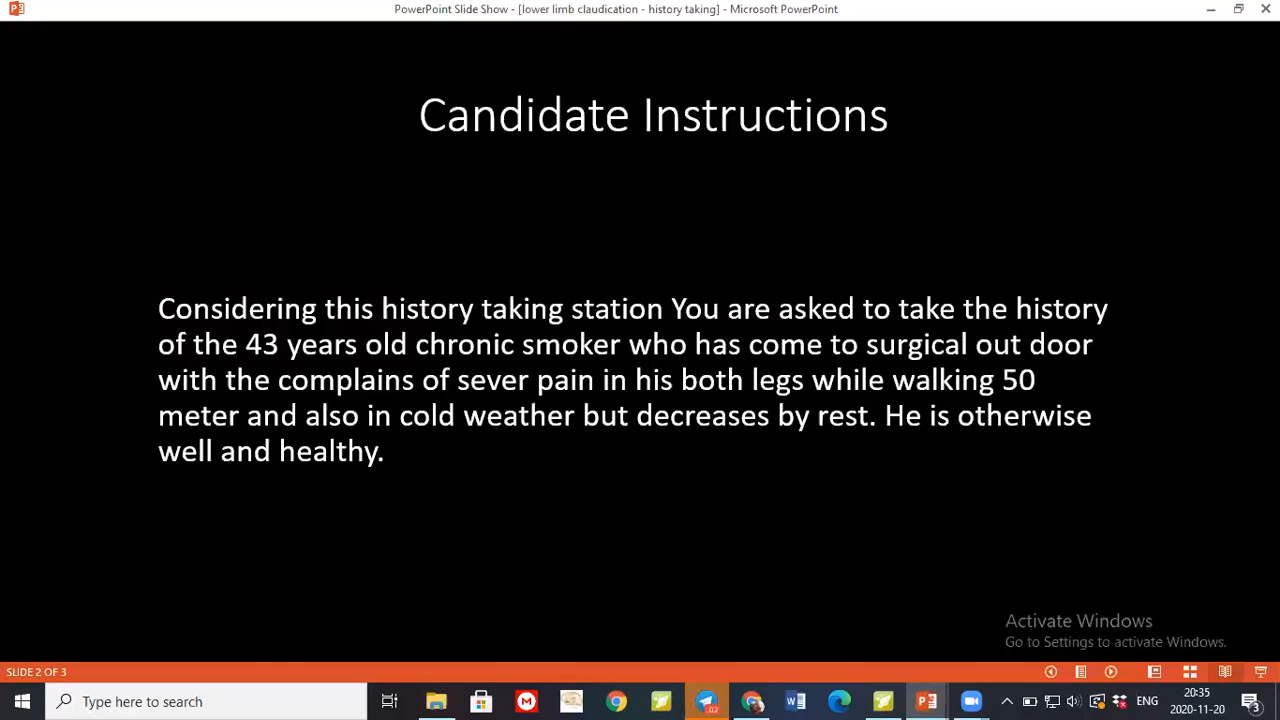 PowerPoint Slide Show - [lower limb claudication - history taking] - Microsoft PowerPoint
Candidate Instructions
Considering this history taking station You are asked to take the history
of the 43 years old chronic smoker who has come to surgical out door
with the complains of sever pain in his both legs while walking 50
meter and also in cold weather but decreases by rest. He is otherwise
well and healthy.
Activate Windows
Go to Settings to activate Windows.
SLIDE 2 OF 3
Type here to search
ENG
20:35
2020-11-20
3